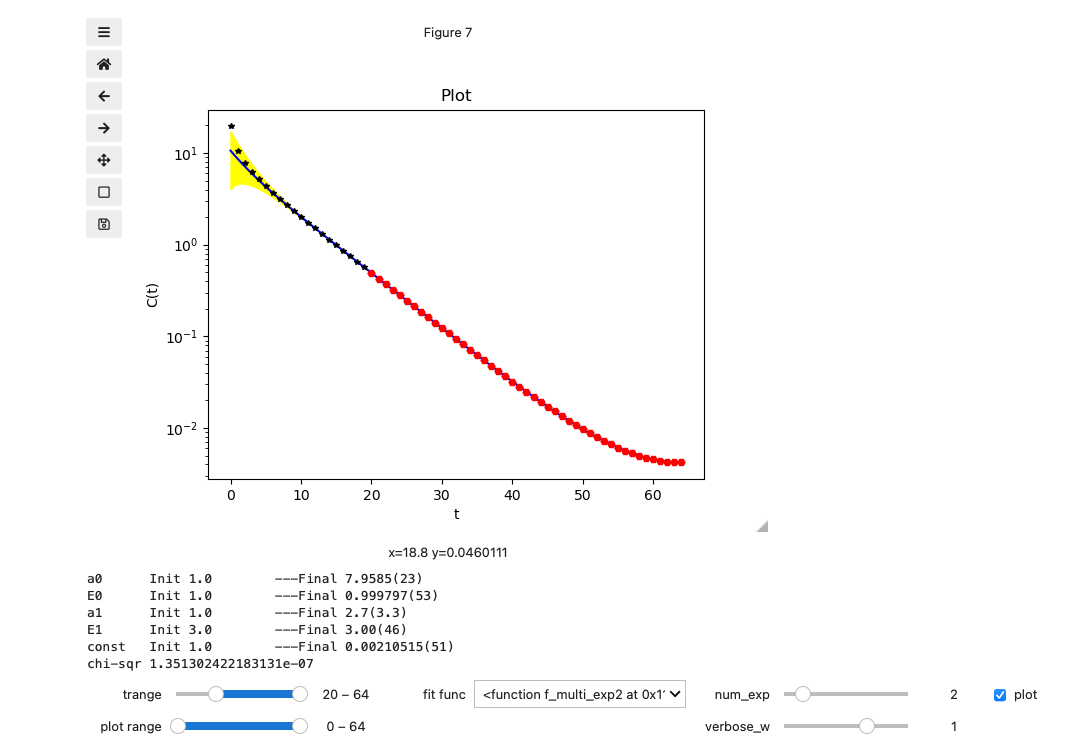 Figure 7
Plot
10¹
10⁰
10⁻¹
10⁻²
C(t)
0 10 20 30 40 50 60
t
x=18.8 y=0.0460111
a0 Init 1.0 ---Final 7.9585(23)
E0 Init 1.0 ---Final 0.999797(53)
a1 Init 1.0 ---Final 2.7(3.3)
E1 Init 3.0 ---Final 3.00(46)
const Init 1.0 ---Final 0.00210515(51)
chi-sqr 1.351302422183131e-07
trange 20 – 64 fit func <function f_multi_exp2 at 0x1 num_exp 2 plot
plot range 0 – 64 verbose_w 1